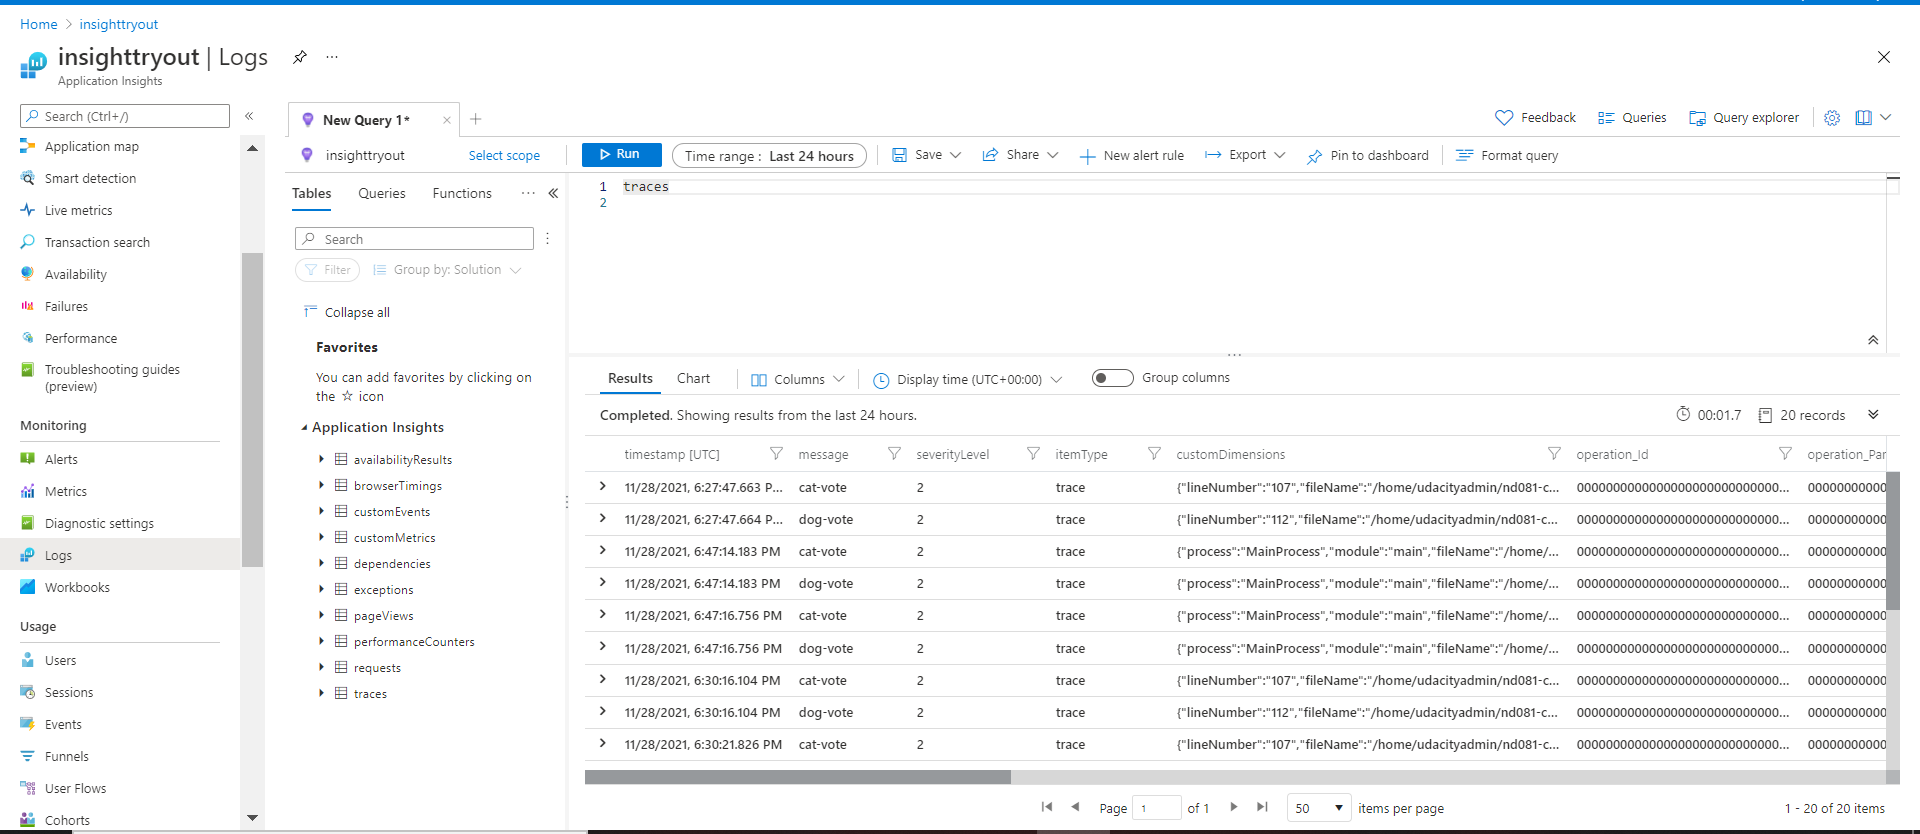 Home > insighttryout
insighttryout | Logs ...
Application Insights
Search (Ctrl+/)
«
Application map
Smart detection
Live metrics
Transaction search
Availability
Failures
Performance
Troubleshooting guides
(preview)
Monitoring
Alerts
Metrics
Diagnostic settings
Logs
Workbooks
Usage
Users
Sessions
Events
Funnels
User Flows
Cohorts
New Query 1*
Feedback Queries Query explorer
insighttryout Select scope Run Time range : Last 24 hours Save Share New alert rule Export Pin to dashboard Format query
Tables Queries Functions ... «
Search
Filter Group by: Solution
Collapse all
Favorites
You can add favorites by clicking on
the ☆ icon
Application Insights
availabilityResults
browserTimings
customEvents
customMetrics
dependencies
exceptions
pageViews
performanceCounters
requests
traces
1 traces
2
Results Chart Columns Display time (UTC+00:00) Group columns
Completed. Showing results from the last 24 hours. 00:01.7 20 records
timestamp [UTC] message severityLevel itemType customDimensions operation_Id operation_Par
11/28/2021, 6:27:47.663 P... cat-vote 2 trace {"lineNumber":"107","fileName":"/home/udacityadmin/nd081-c... 0000000000000000000000000000... 00000000000
11/28/2021, 6:27:47.664 P... dog-vote 2 trace {"lineNumber":"112","fileName":"/home/udacityadmin/nd081-c... 0000000000000000000000000000... 00000000000
11/28/2021, 6:47:14.183 PM cat-vote 2 trace {"process":"MainProcess","module":"main","fileName":"/home/... 0000000000000000000000000000... 00000000000
11/28/2021, 6:47:14.183 PM dog-vote 2 trace {"process":"MainProcess","module":"main","fileName":"/home/... 0000000000000000000000000000... 00000000000
11/28/2021, 6:47:16.756 PM cat-vote 2 trace {"process":"MainProcess","module":"main","fileName":"/home/... 0000000000000000000000000000... 00000000000
11/28/2021, 6:47:16.756 PM dog-vote 2 trace {"process":"MainProcess","module":"main","fileName":"/home/... 0000000000000000000000000000... 00000000000
11/28/2021, 6:30:16.104 PM cat-vote 2 trace {"lineNumber":"107","fileName":"/home/udacityadmin/nd081-c... 0000000000000000000000000000... 00000000000
11/28/2021, 6:30:16.104 PM dog-vote 2 trace {"lineNumber":"112","fileName":"/home/udacityadmin/nd081-c... 0000000000000000000000000000... 00000000000
11/28/2021, 6:30:21.826 PM cat-vote 2 trace {"lineNumber":"107","fileName":"/home/udacityadmin/nd081-c... 0000000000000000000000000000... 00000000000
Page 1 of 1 50 items per page 1 - 20 of 20 items